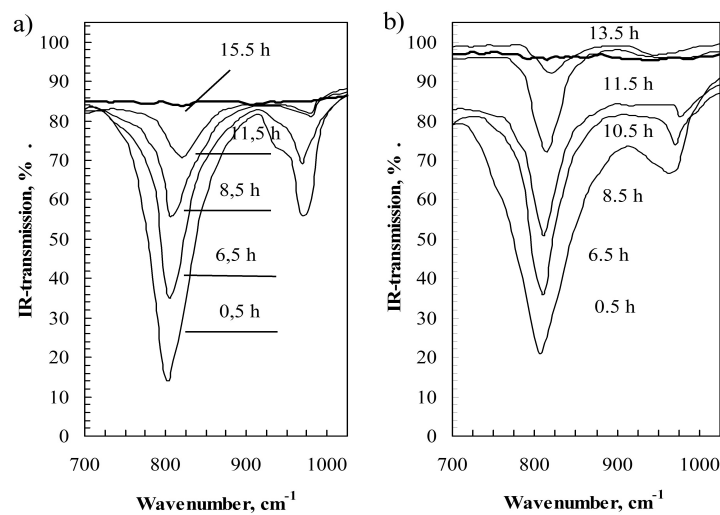 a)
100
90
80
70
60
50
40
30
20
10
0
IR-transmission, % .
15.5 h
11,5 h
8,5 h
6,5 h
0,5 h
700 800 900 1000
Wavenumber, cm-1
b)
100
90
80
70
60
50
40
30
20
10
0
IR-transmission, % .
13.5 h
11.5 h
10.5 h
8.5 h
6.5 h
0.5 h
700 800 900 1000
Wavenumber, cm-1